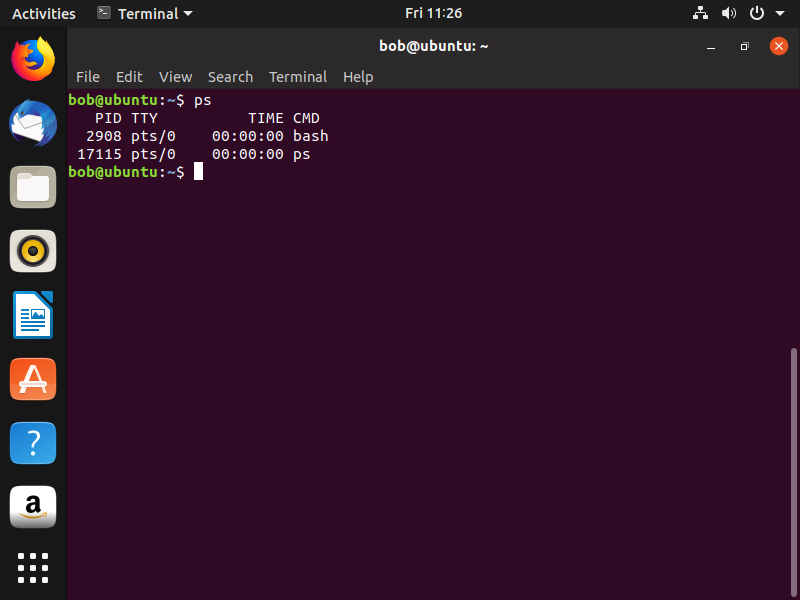 Activities Terminal Fri 11:26
bob@ubuntu: ~
File Edit View Search Terminal Help
bob@ubuntu:~$ ps
  PID TTY          TIME CMD
 2908 pts/0    00:00:00 bash
17115 pts/0    00:00:00 ps
bob@ubuntu:~$
?
a